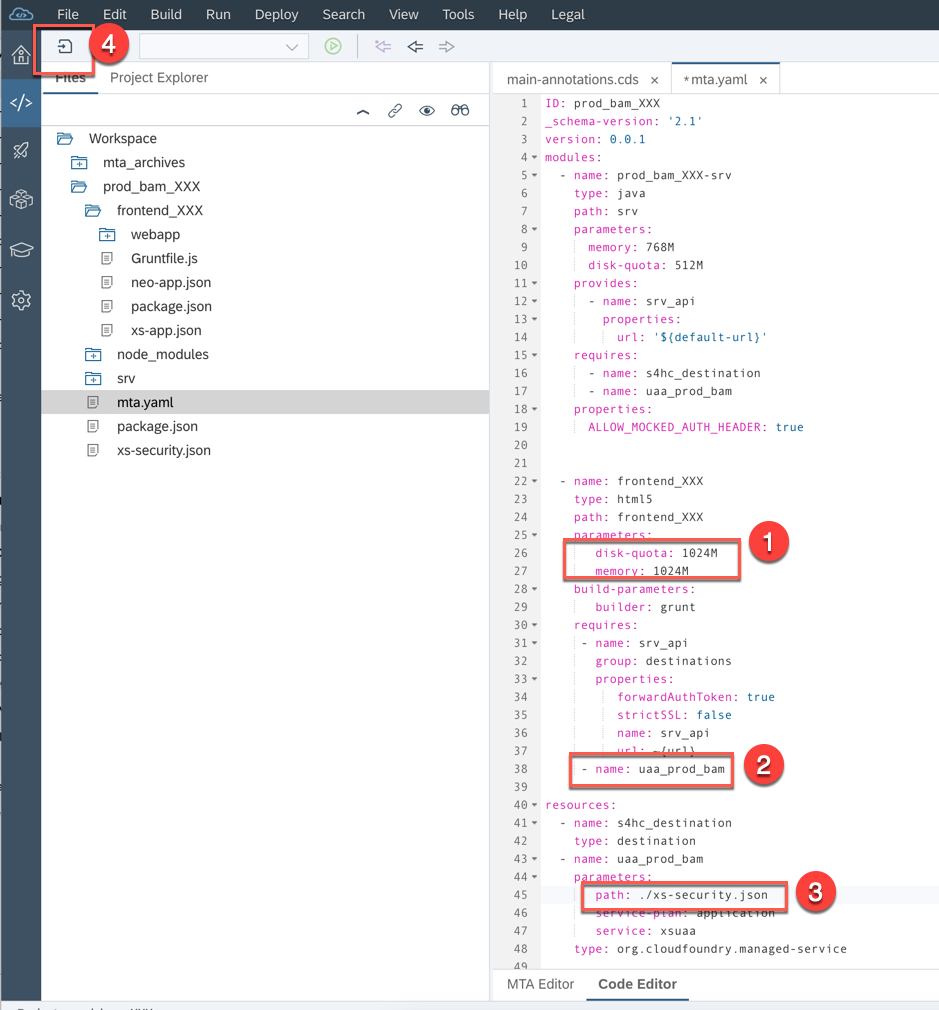 File Edit Build Run Deploy Search View Tools Help Legal
4
Files Project Explorer
Workspace
mta_archives
prod_bam_XXX
frontend_XXX
webapp
Gruntfile.js
neo-app.json
package.json
xs-app.json
node_modules
srv
mta.yaml
package.json
xs-security.json
main-annotations.cds × *mta.yaml ×
1 ID: prod_bam_XXX
2 _schema-version: '2.1'
3 version: 0.0.1
4 modules:
5 - name: prod_bam_XXX-srv
6 type: java
7 path: srv
8 parameters:
9 memory: 768M
10 disk-quota: 512M
11 provides:
12 - name: srv_api
13 properties:
14 url: '${default-url}'
15 requires:
16 - name: s4hc_destination
17 - name: uaa_prod_bam
18 properties:
19 ALLOW_MOCKED_AUTH_HEADER: true
20
21
22 - name: frontend_XXX
23 type: html5
24 path: frontend_XXX
25 parameters:
26 disk-quota: 1024M
1
27 memory: 1024M
28 build-parameters:
29 builder: grunt
30 requires:
31 - name: srv_api
32 group: destinations
33 properties:
34 forwardAuthToken: true
35 strictSSL: false
36 name: srv_api
37 url: ~{url}
38 - name: uaa_prod_bam
2
39
40 resources:
41 - name: s4hc_destination
42 type: destination
43 - name: uaa_prod_bam
44 parameters:
45 path: ./xs-security.json
3
46 service-plan: application
47 service: xsuaa
48 type: org.cloudfoundry.managed-service
49
MTA Editor Code Editor